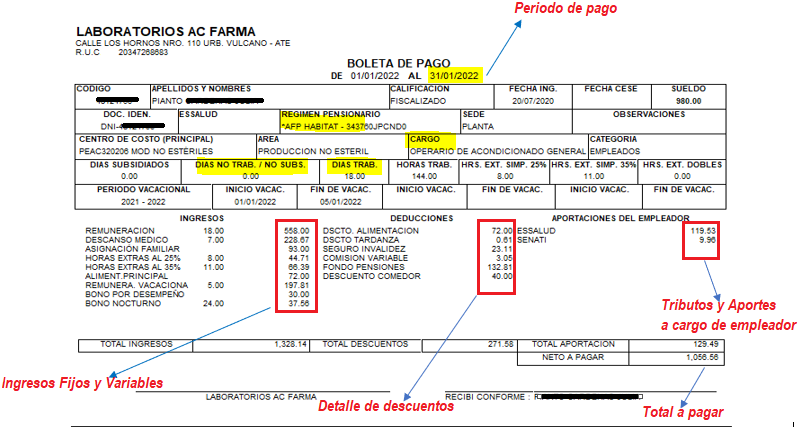 Periodo de pago
LABORATORIOS AC FARMA
CALLE LOS HORNOS NRO. 110 URB. VULCANO - ATE
R.U.C 20347268683
BOLETA DE PAGO
DE 01/01/2022 AL 31/01/2022
CODIGO APELLIDOS Y NOMBRES CALIFICACION FECHA ING. FECHA CESE SUELDO
PIANTO FISCALIZADO 20/07/2020 980.00
DOC. IDEN. ESSALUD REGIMEN PENSIONARIO SEDE OBSERVACIONES
DNI- *AFP HABITAT - 343760JPCND0 PLANTA
CENTRO DE COSTO (PRINCIPAL) AREA CARGO CATEGORIA
PEAC320206 MOD NO ESTERILES PRODUCCION NO ESTERIL OPERARIO DE ACONDICIONADO GENERAL EMPLEADOS
DIAS SUBSIDIADOS DIAS NO TRAB. / NO SUBS. DIAS TRAB. HORAS TRAB. HRS. EXT. SIMP. 25% HRS. EXT. SIMP. 35% HRS. EXT. DOBLES
0.00 0.00 18.00 144.00 8.00 11.00 0.00
PERIODO VACACIONAL INICIO VACAC. FIN DE VACAC. INICIO VACAC. FIN DE VACAC. INICIO VACAC. FIN DE VACAC.
2021 - 2022 01/01/2022 05/01/2022
INGRESOS DEDUCCIONES APORTACIONES DEL EMPLEADOR
REMUNERACION 18.00 558.00 DSCTO. ALIMENTACION 72.00 ESSALUD 119.53
DESCANSO MEDICO 7.00 228.67 DSCTO TARDANZA 0.61 SENATI 9.96
ASIGNACIÓN FAMILIAR 93.00 SEGURO INVALIDEZ 23.11
HORAS EXTRAS AL 25% 8.00 44.71 COMISION VARIABLE 3.05
HORAS EXTRAS AL 35% 11.00 66.39 FONDO PENSIONES 132.81
ALIMENT.PRINCIPAL 72.00 DESCUENTO COMEDOR 40.00
REMUNERA. VACACIONA 5.00 197.81
BONO POR DESEMPEÑO 30.00
BONO NOCTURNO 24.00 37.56
Tributos y Aportes
a cargo de empleador
TOTAL INGRESOS 1,328.14 TOTAL DESCUENTOS 271.58 TOTAL APORTACION 129.49
NETO A PAGAR 1,056.56
Ingresos Fijos y Variables
LABORATORIOS AC FARMA RECIBI CONFORME :
Detalle de descuentos
Total a pagar